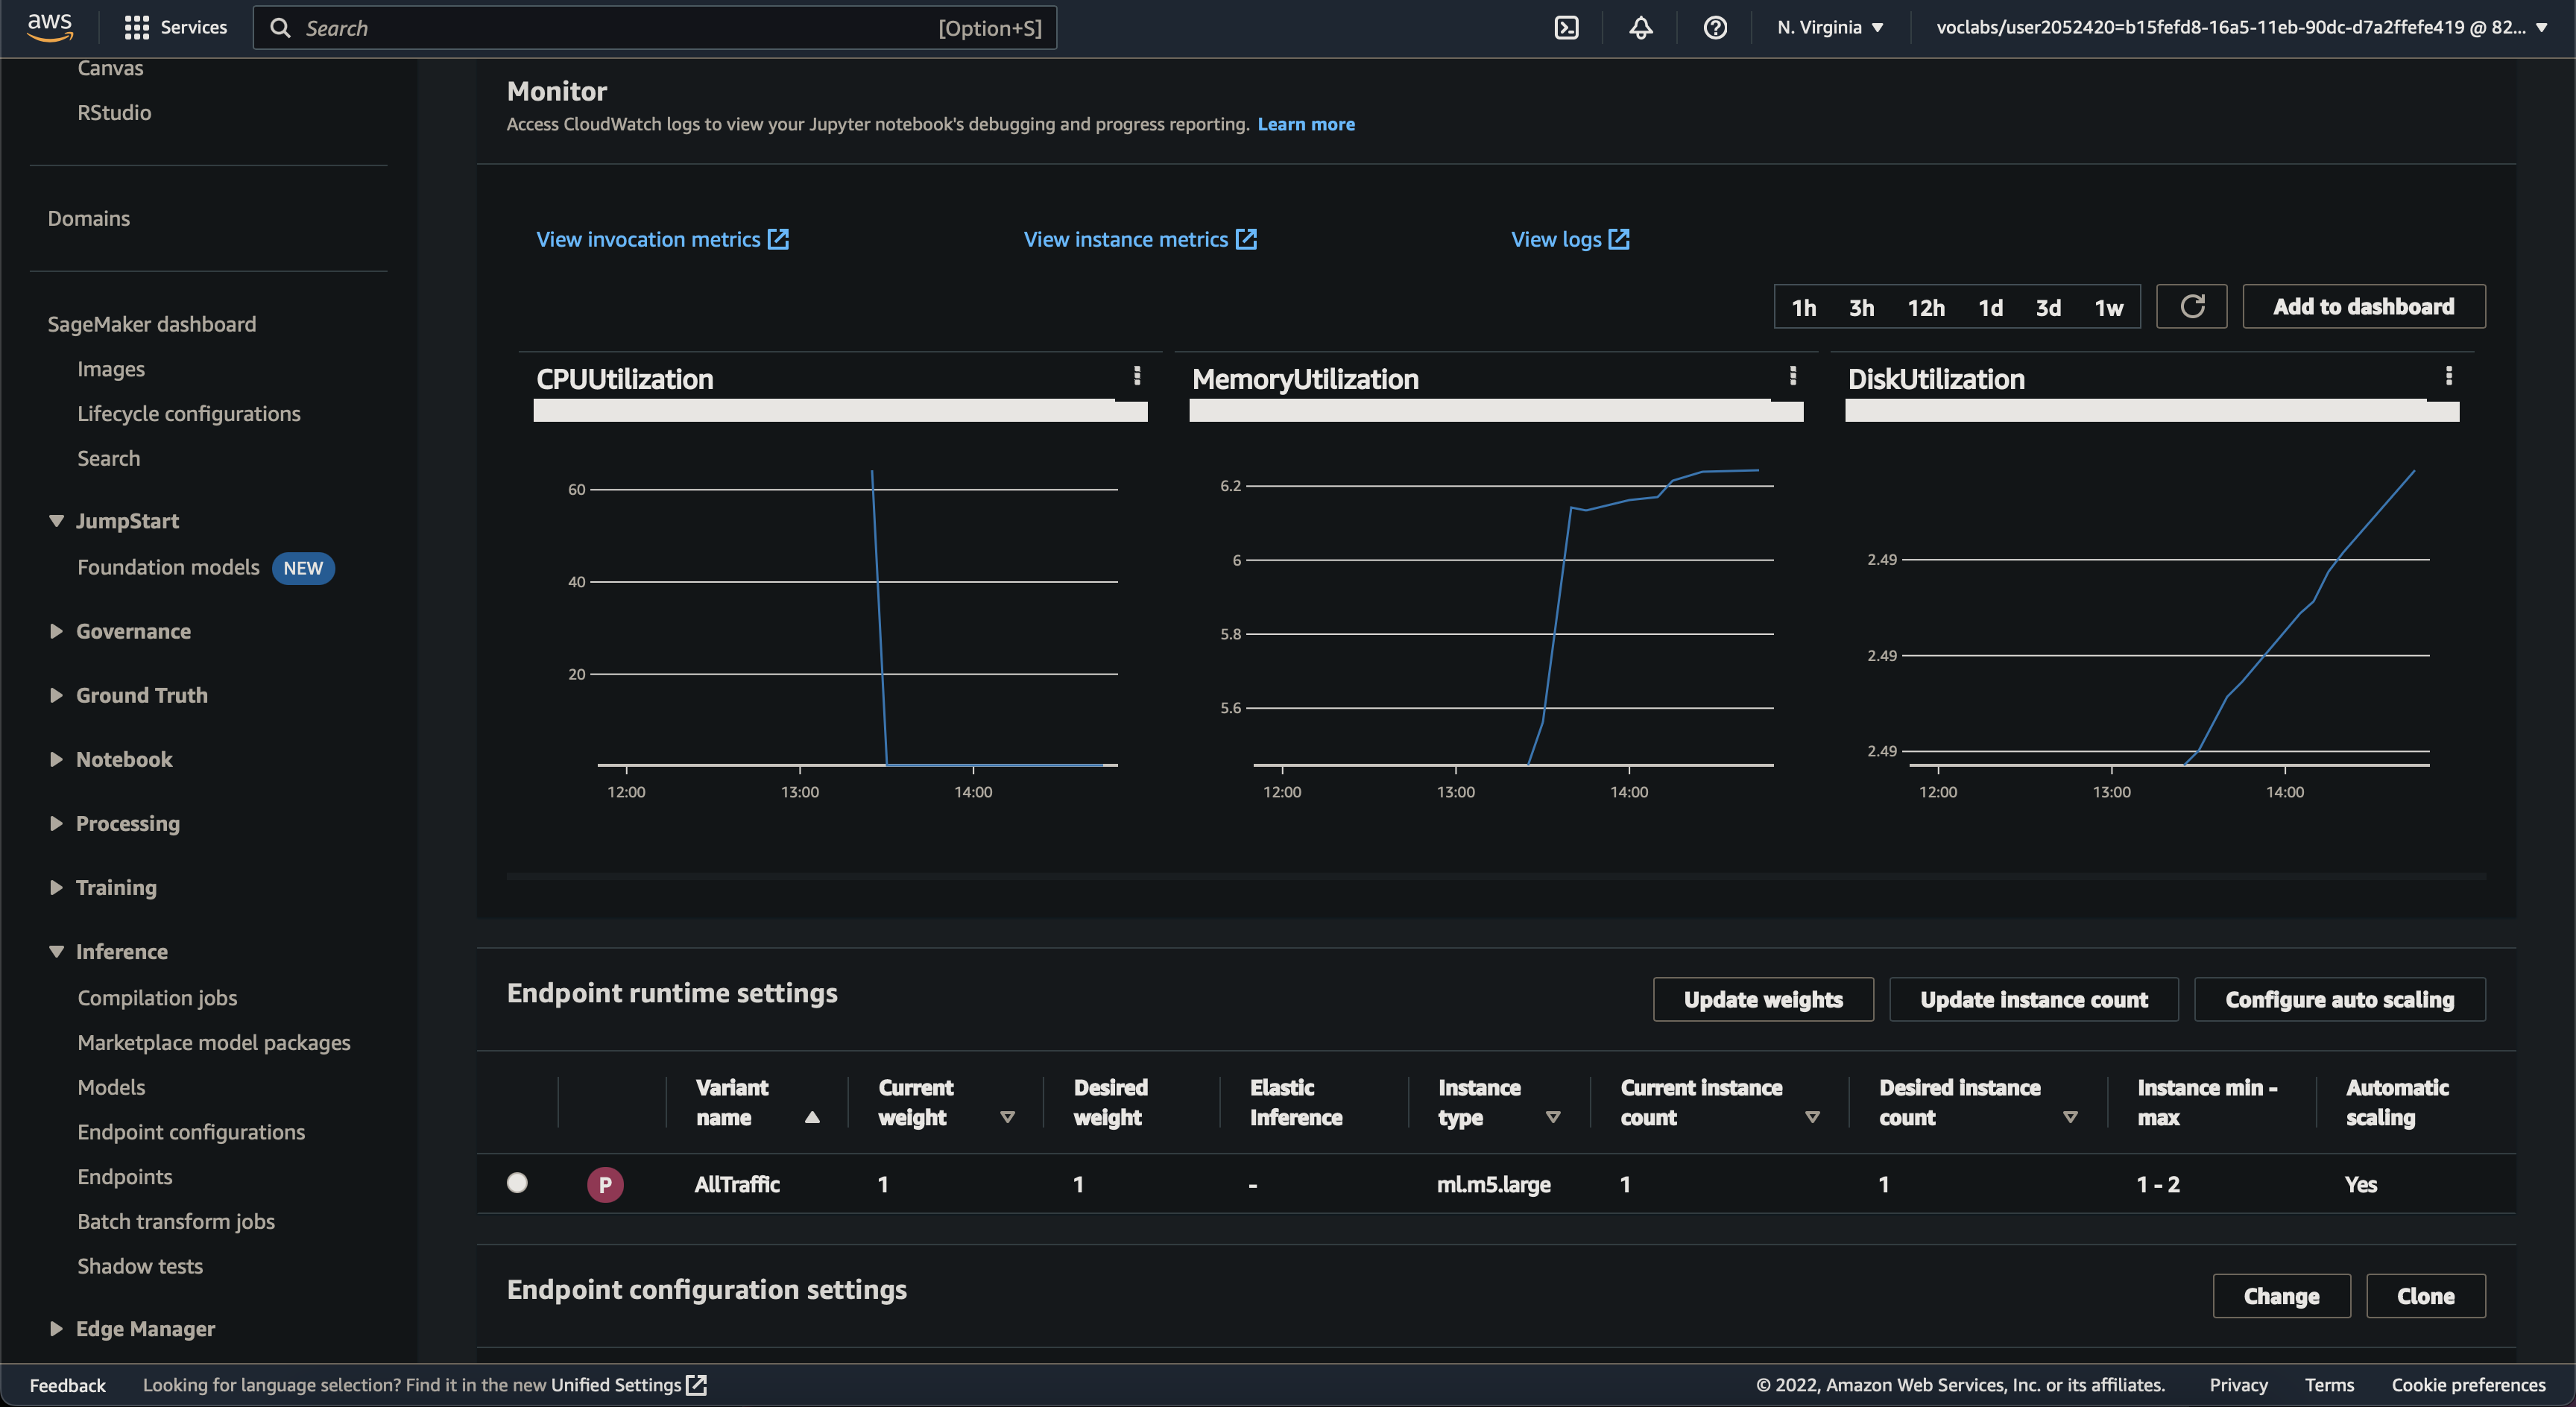 aws
Services
Search
[Option+S]
N. Virginia
voclabs/user2052420=b15fefd8-16a5-11eb-90dc-d7a2ffefe419 @ 82...
Canvas
RStudio
Domains
SageMaker dashboard
Images
Lifecycle configurations
Search
JumpStart
Foundation models NEW
Governance
Ground Truth
Notebook
Processing
Training
Inference
Compilation jobs
Marketplace model packages
Models
Endpoint configurations
Endpoints
Batch transform jobs
Shadow tests
Edge Manager
Monitor
Access CloudWatch logs to view your Jupyter notebook's debugging and progress reporting. Learn more
View invocation metrics
View instance metrics
View logs
1h 3h 12h 1d 3d 1w
Add to dashboard
CPUUtilization
60
40
20
12:00 13:00 14:00
MemoryUtilization
6.2
6
5.8
5.6
12:00 13:00 14:00
DiskUtilization
2.49
2.49
2.49
12:00 13:00 14:00
Endpoint runtime settings
Update weights
Update instance count
Configure auto scaling
Variant name
Current weight
Desired weight
Elastic Inference
Instance type
Current instance count
Desired instance count
Instance min - max
Automatic scaling
P AllTraffic 1 1 - ml.m5.large 1 1 1 - 2 Yes
Endpoint configuration settings
Change
Clone
Feedback
Looking for language selection? Find it in the new Unified Settings
© 2022, Amazon Web Services, Inc. or its affiliates.
Privacy
Terms
Cookie preferences